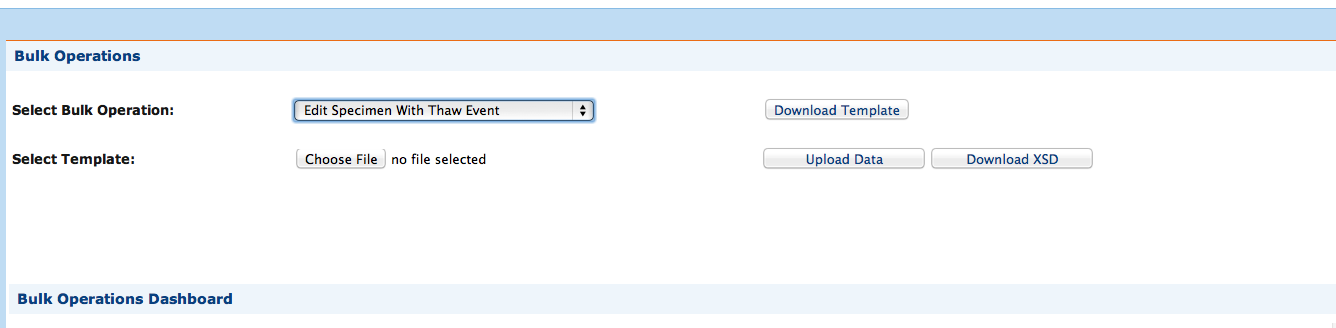 Bulk Operations
Select Bulk Operation: Edit Specimen With Thaw Event Download Template
Select Template: Choose File no file selected Upload Data Download XSD
Bulk Operations Dashboard